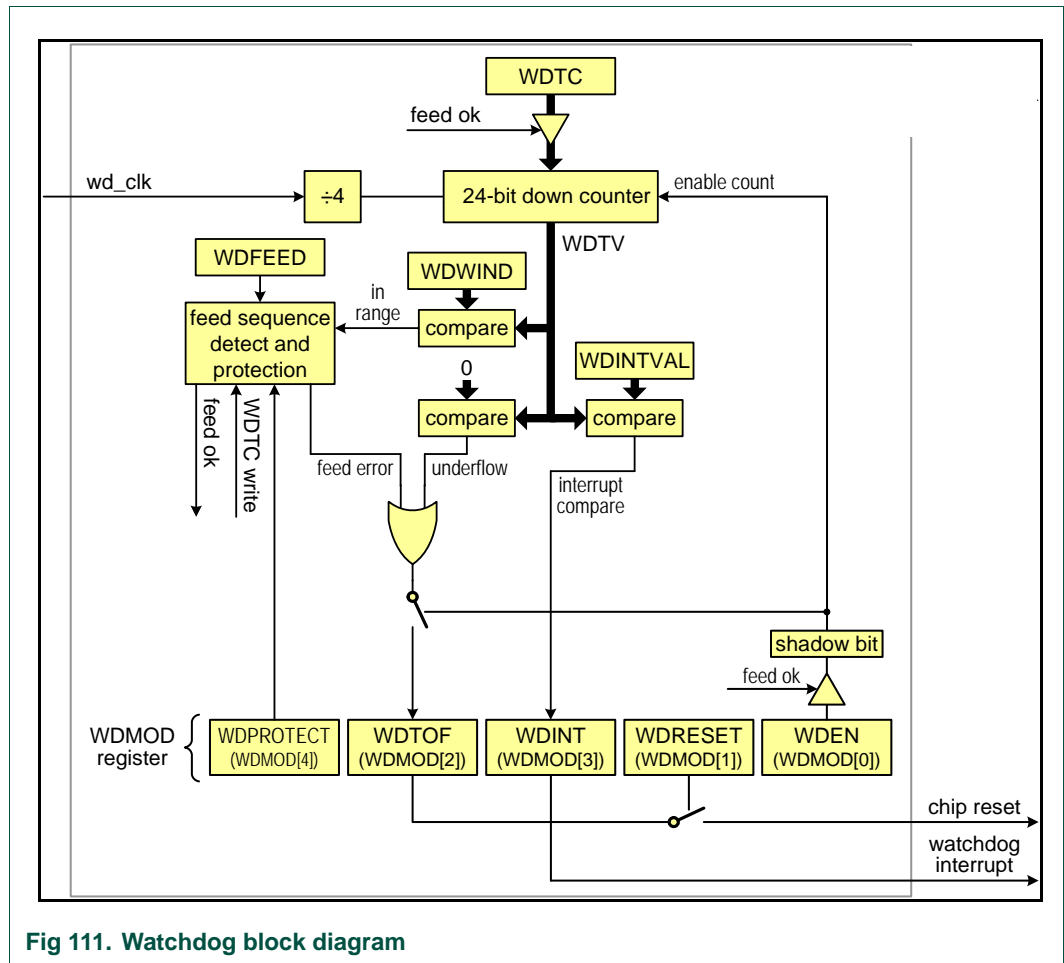 WDTC
feed ok
wd_clk
÷4
24-bit down counter
enable count
WDTV
WDFEED
WDWIND
in
range
feed sequence
detect and
protection
compare
WDINTVAL
0
compare
compare
feed ok
WDTC write
feed error
underflow
interrupt
compare
shadow bit
feed ok
WDMOD
register
WDPROTECT
(WDMOD[4])
WDTOF
(WDMOD[2])
WDINT
(WDMOD[3])
WDRESET
(WDMOD[1])
WDEN
(WDMOD[0])
chip reset
watchdog
interrupt
Fig 111. Watchdog block diagram